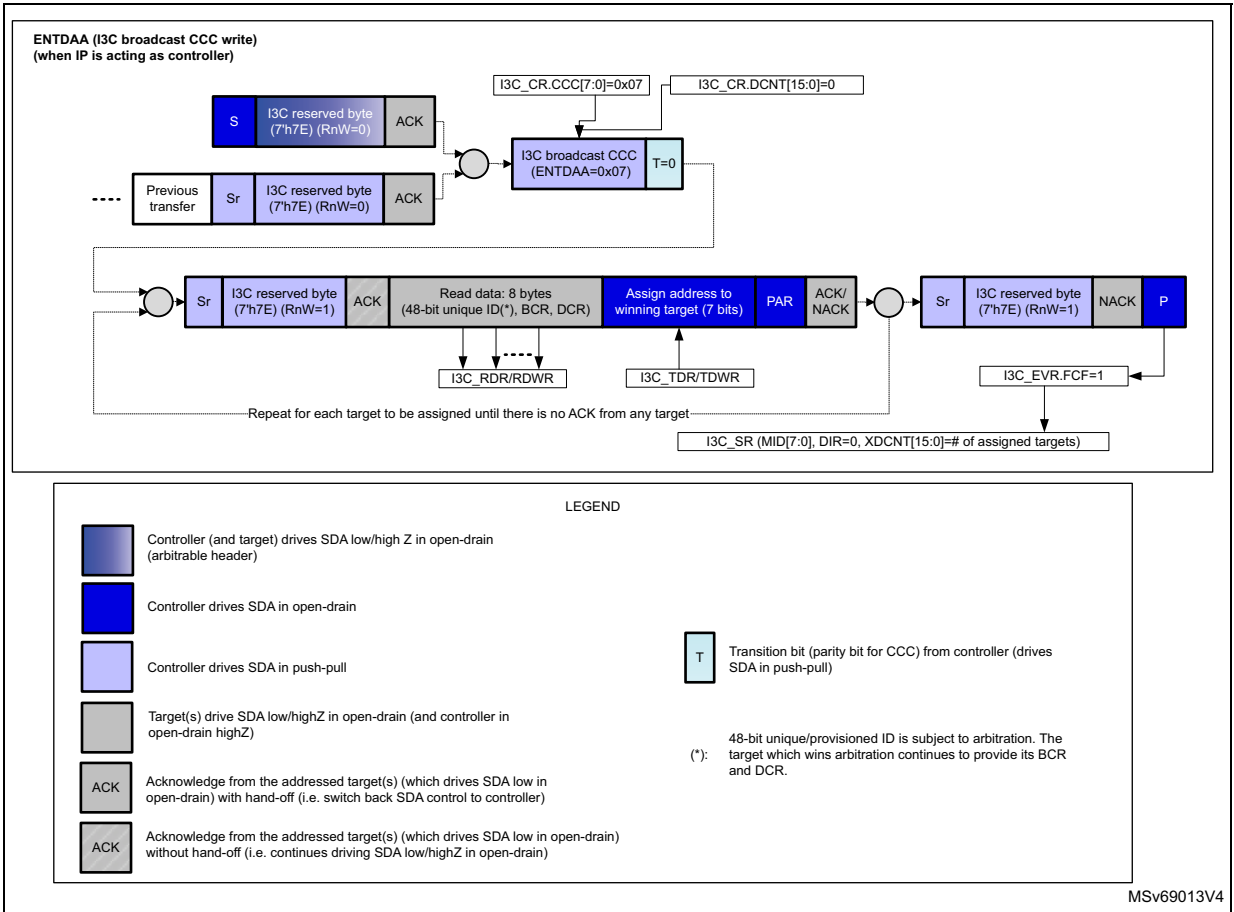 ENTDAA (I3C broadcast CCC write)
(when IP is acting as controller)
I3C_CR.CCC[7:0]=0x07
I3C_CR.DCNT[15:0]=0
S
I3C reserved byte
(7'h7E) (RnW=0)
ACK
I3C broadcast CCC
(ENTDAA=0x07)
T=0
Previous
transfer
Sr
I3C reserved byte
(7'h7E) (RnW=0)
ACK
Sr
I3C reserved byte
(7'h7E) (RnW=1)
ACK
Read data: 8 bytes
(48-bit unique ID(*), BCR, DCR)
Assign address to
winning target (7 bits)
PAR
ACK/
NACK
Sr
I3C reserved byte
(7'h7E) (RnW=1)
NACK
P
I3C_RDR/RDWR
I3C_TDR/TDWR
I3C_EVR.FCF=1
Repeat for each target to be assigned until there is no ACK from any target
I3C_SR (MID[7:0], DIR=0, XDCNT[15:0]=# of assigned targets)
LEGEND
Controller (and target) drives SDA low/high Z in open-drain
(arbitrable header)
Controller drives SDA in open-drain
Controller drives SDA in push-pull
Target(s) drive SDA low/highZ in open-drain (and controller in
open-drain highZ)
ACK
Acknowledge from the addressed target(s) (which drives SDA low in
open-drain) with hand-off (i.e. switch back SDA control to controller)
ACK
Acknowledge from the addressed target(s) (which drives SDA low in open-drain)
without hand-off (i.e. continues driving SDA low/highZ in open-drain)
T
Transition bit (parity bit for CCC) from controller (drives
SDA in push-pull)
(*):
48-bit unique/provisioned ID is subject to arbitration. The
target which wins arbitration continues to provide its BCR
and DCR.
MSv69013V4